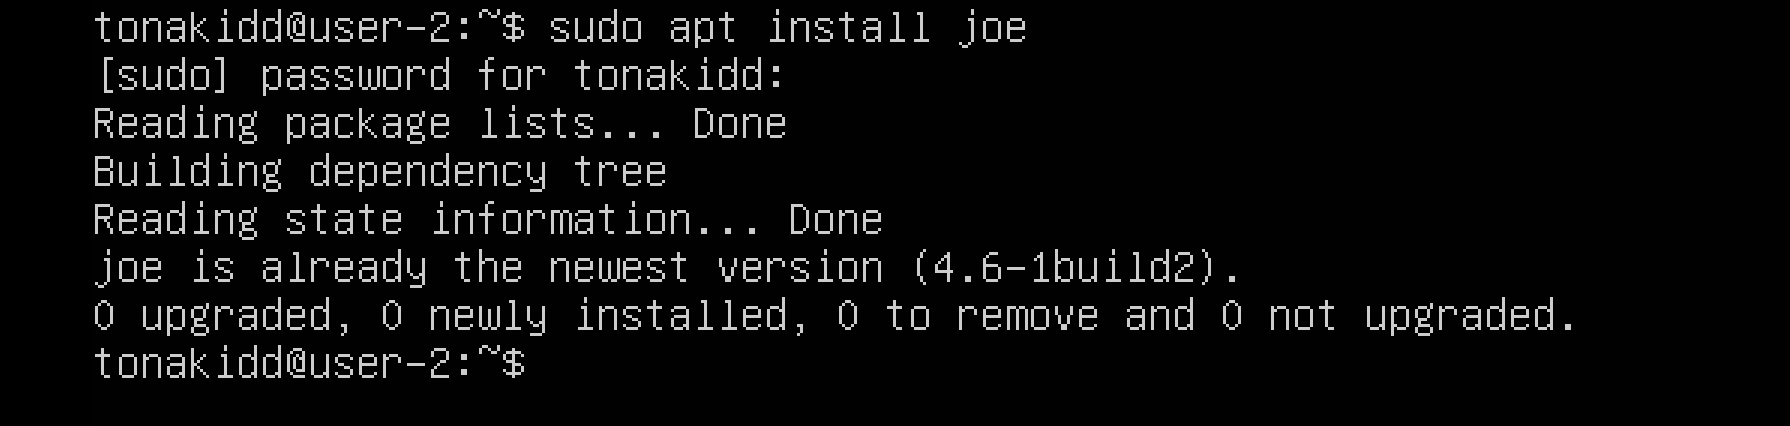 tonakidd@user-2:~$ sudo apt install joe
[sudo] password for tonakidd:
Reading package lists... Done
Building dependency tree
Reading state information... Done
joe is already the newest version (4.6-1build2).
0 upgraded, 0 newly installed, 0 to remove and 0 not upgraded.
tonakidd@user-2:~$